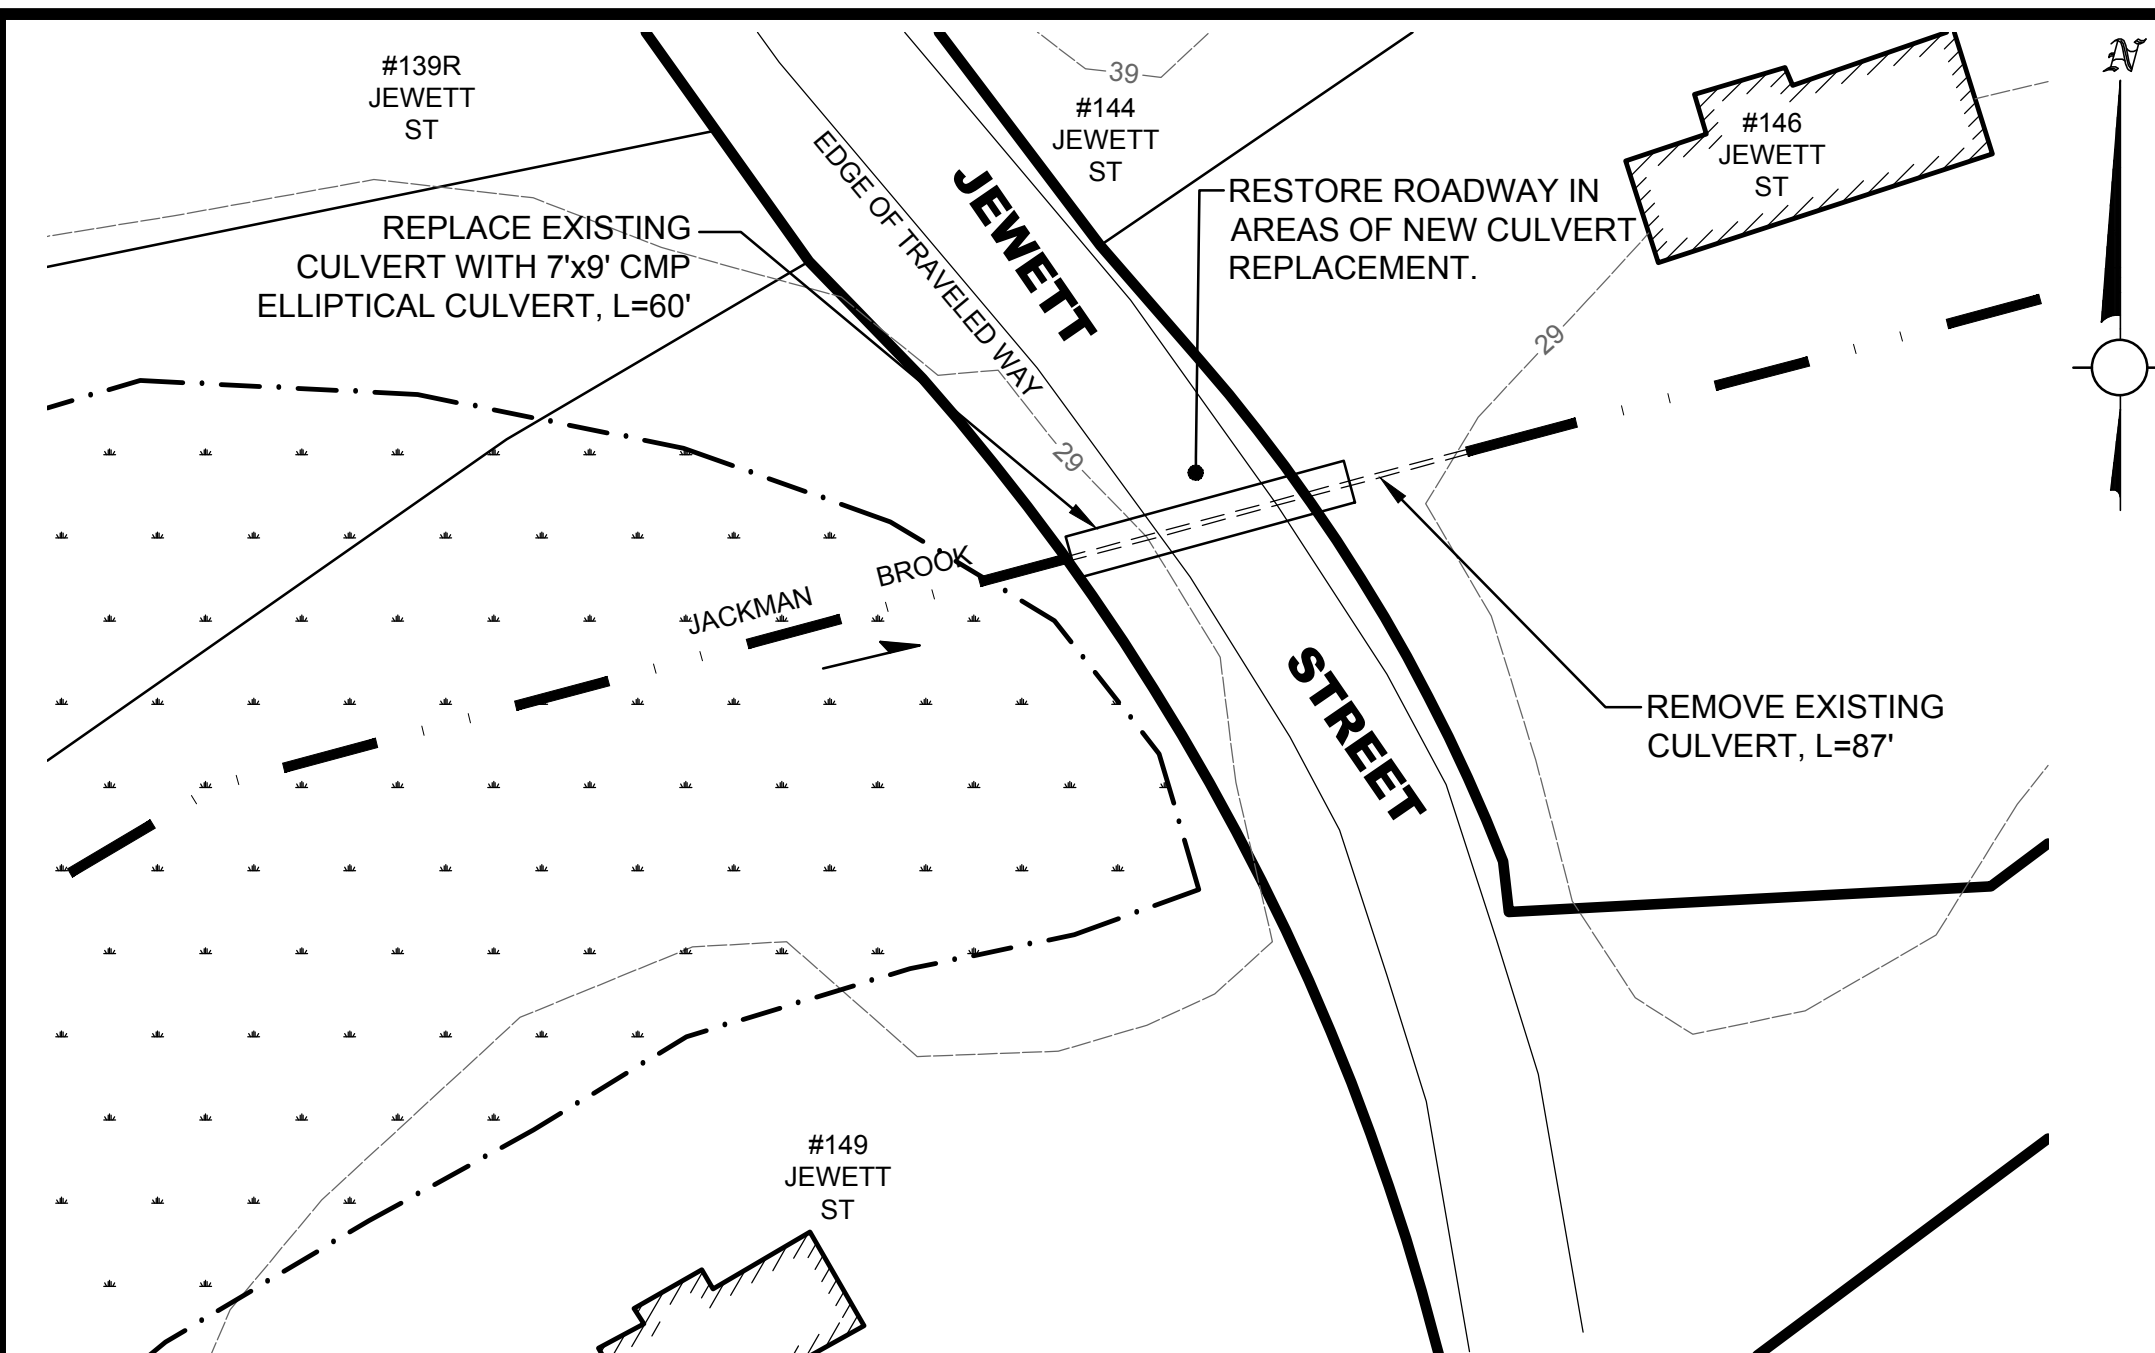 #139R
JEWETT
ST
39
#144
JEWETT
ST
#146
JEWETT
ST
N
EDGE OF TRAVELED WAY
JEWETT
STREET
REPLACE EXISTING
CULVERT WITH 7'x9' CMP
ELLIPTICAL CULVERT, L=60'
RESTORE ROADWAY IN
AREAS OF NEW CULVERT
REPLACEMENT.
29
29
JACKMAN BROOK
REMOVE EXISTING
CULVERT, L=87'
#149
JEWETT
ST